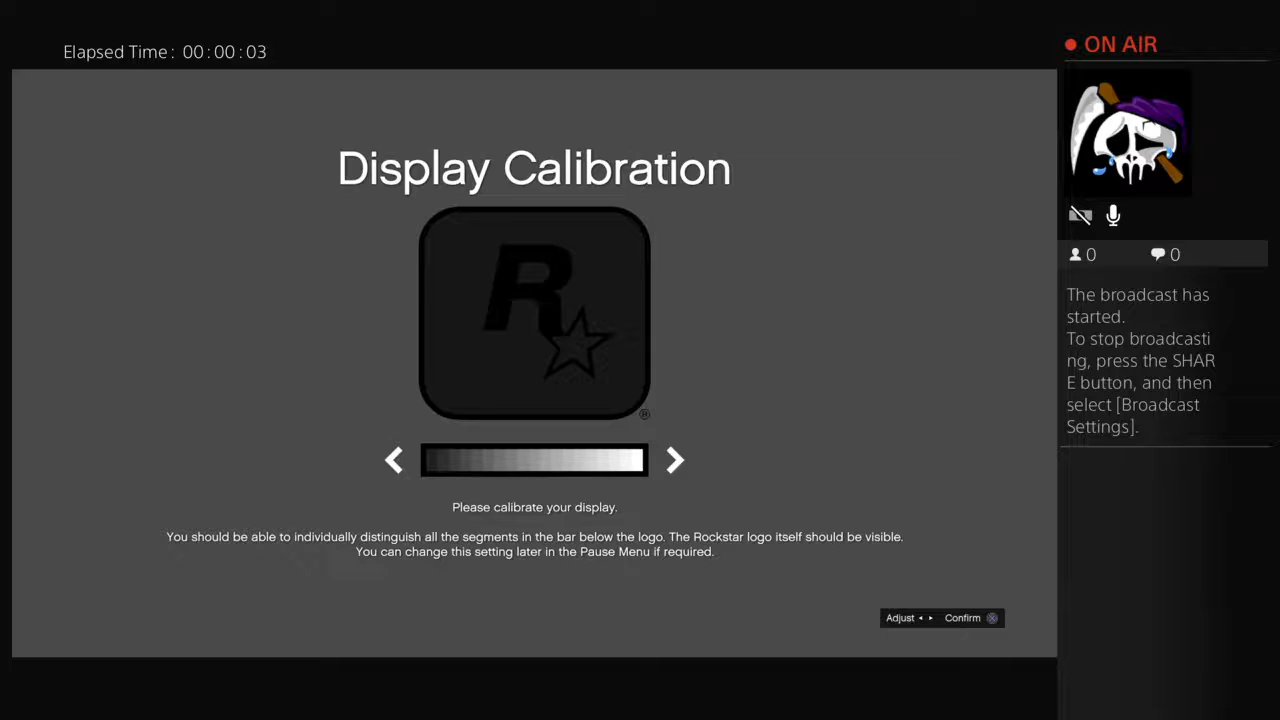 Elapsed Time: 00:00:03
ON AIR
Display Calibration
R
®
0
0
The broadcast has
started.
To stop broadcasti
ng, press the SHAR
E button, and then
select [Broadcast
Settings].
Please calibrate your display.
You should be able to individually distinguish all the segments in the bar below the logo. The Rockstar logo itself should be visible.
You can change this setting later in the Pause Menu if required.
Adjust Confirm